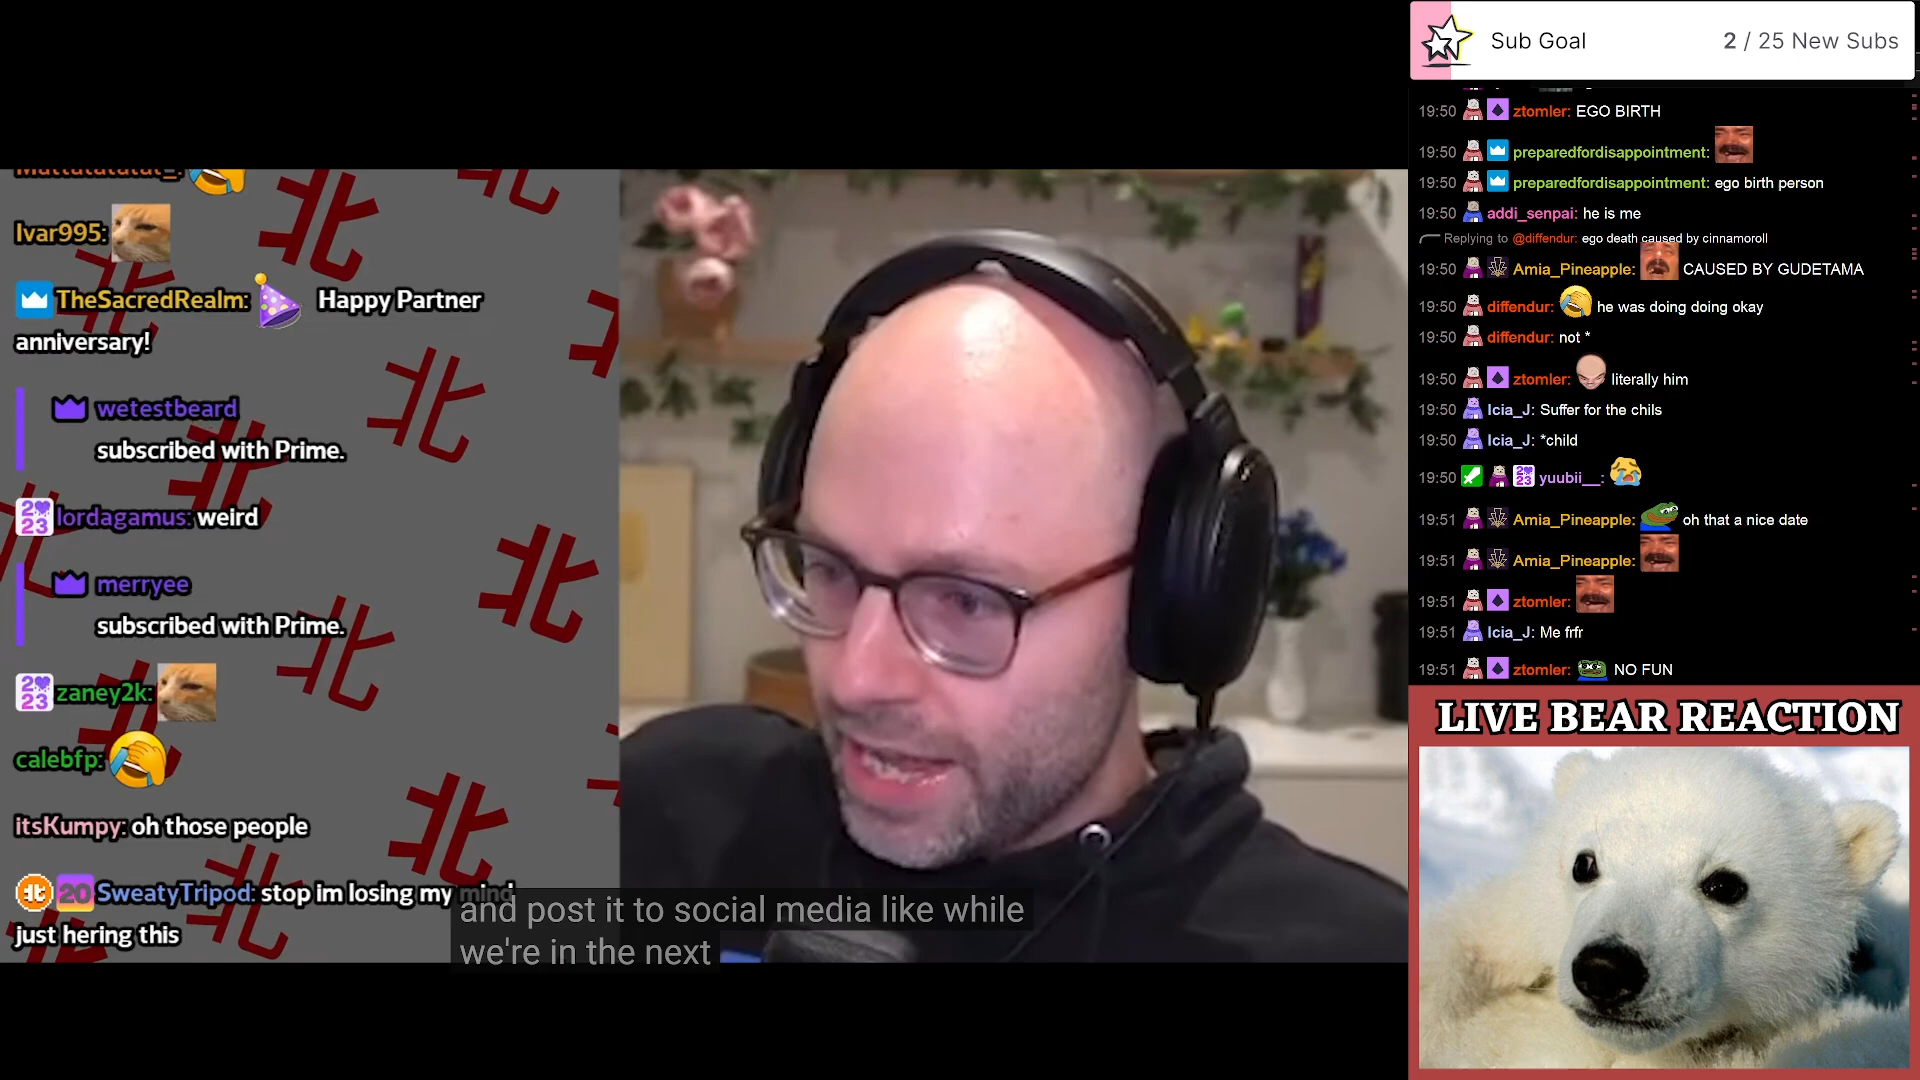 Sub Goal 2 / 25 New Subs
Mattatatatat_:
Ivar995:
TheSacredRealm: Happy Partner
anniversary!
wetestbeard
subscribed with Prime.
lordagamus: weird
merryee
subscribed with Prime.
zaney2k:
calebfp:
itsKumpy: oh those people
SweatyTripod: stop im losing my mind
just hering this
北
and post it to social media like while
we're in the next
19:50 ztomler: EGO BIRTH
19:50 preparedfordisappointment:
19:50 preparedfordisappointment: ego birth person
19:50 addi_senpai: he is me
Replying to @diffendur: ego death caused by cinnamoroll
19:50 Amia_Pineapple: CAUSED BY GUDETAMA
19:50 diffendur: he was doing doing okay
19:50 diffendur: not *
19:50 ztomler: literally him
19:50 Icia_J: Suffer for the chils
19:50 Icia_J: *child
19:50 yuubii__:
19:51 Amia_Pineapple: oh that a nice date
19:51 Amia_Pineapple:
19:51 ztomler:
19:51 Icia_J: Me frfr
19:51 ztomler: NO FUN
LIVE BEAR REACTION